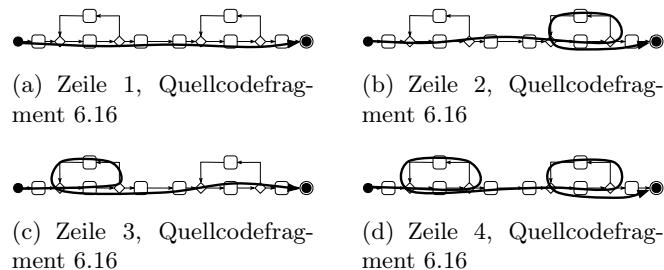 (a) Zeile 1, Quellcodefrag-
ment 6.16
(b) Zeile 2, Quellcodefrag-
ment 6.16
(c) Zeile 3, Quellcodefrag-
ment 6.16
(d) Zeile 4, Quellcodefrag-
ment 6.16